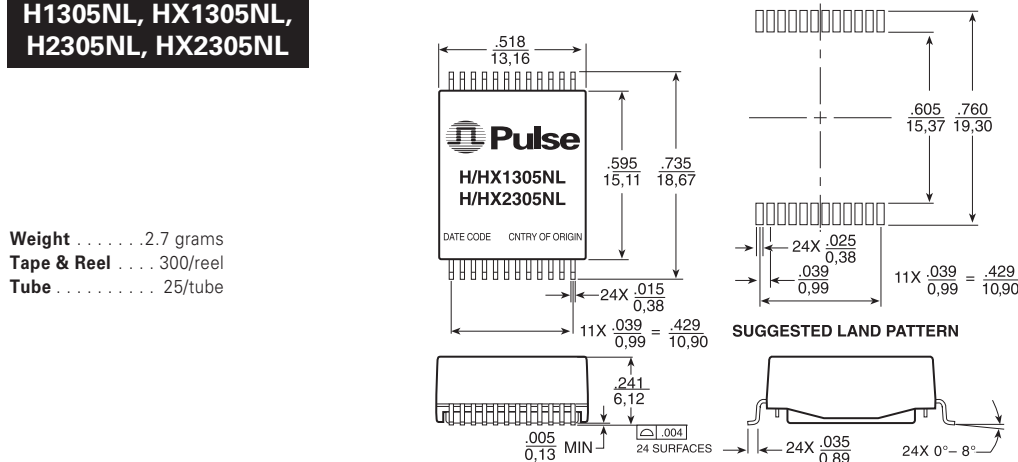 H1305NL, HX1305NL,
H2305NL, HX2305NL
Weight . . . . . . .2.7 grams
Tape & Reel . . . . 300/reel
Tube . . . . . . . . . . 25/tube
.518
13,16
Pulse
H/HX1305NL
H/HX2305NL
DATE CODE CNTRY OF ORIGIN
.595
15,11
.735
18,67
24X .015
0,38
11X .039 = .429
0,99 10,90
.605
15,37
.760
19,30
24X .025
0,38
.039
0,99
11X .039 = .429
0,99 10,90
SUGGESTED LAND PATTERN
.241
6,12
.005 MIN
0,13
.004
24 SURFACES
24X .035
0,89
24X 0°– 8°